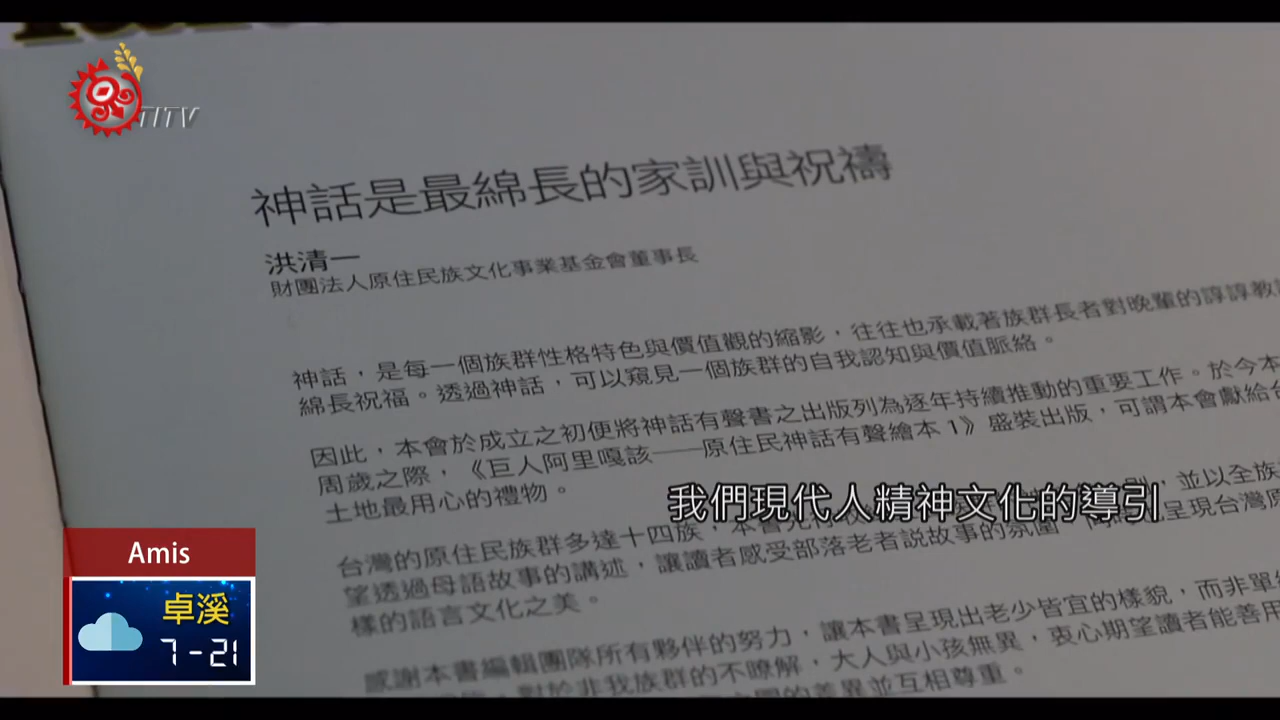 TITV
神話是最綿長的家訓與祝禱
洪清一
財團法人原住民族文化事業基金會董事長
神話，是每一個族群性格特色與價值觀的縮影，往往也承載著族群長者對晚輩的諄諄教
綿長祝福。透過神話，可以窺見一個族群的自我認知與價值脈絡。
因此，本會於成立之初便將神話有聲書之出版列為逐年持續推動的重要工作。於今本
周歲之際，《巨人阿里嘎該——原住民神話有聲繪本1》盛裝出版，可謂本會獻給台
土地最用心的禮物。
我們現代人精神文化的導引
台灣的原住民族群多達十四族，本會
，並以全族
望透過母語故事的講述，讓讀者感受部落老者說故事的氛圍
呈現台灣原
樣的語言文化之美。
感謝本書編輯團隊所有夥伴的努力，讓本書呈現出老少皆宜的樣貌，而非單
對於非我族群的不瞭解，大人與小孩無異，衷心期望讀者能善用
的差異並互相尊重。
Amis
卓溪
7-21